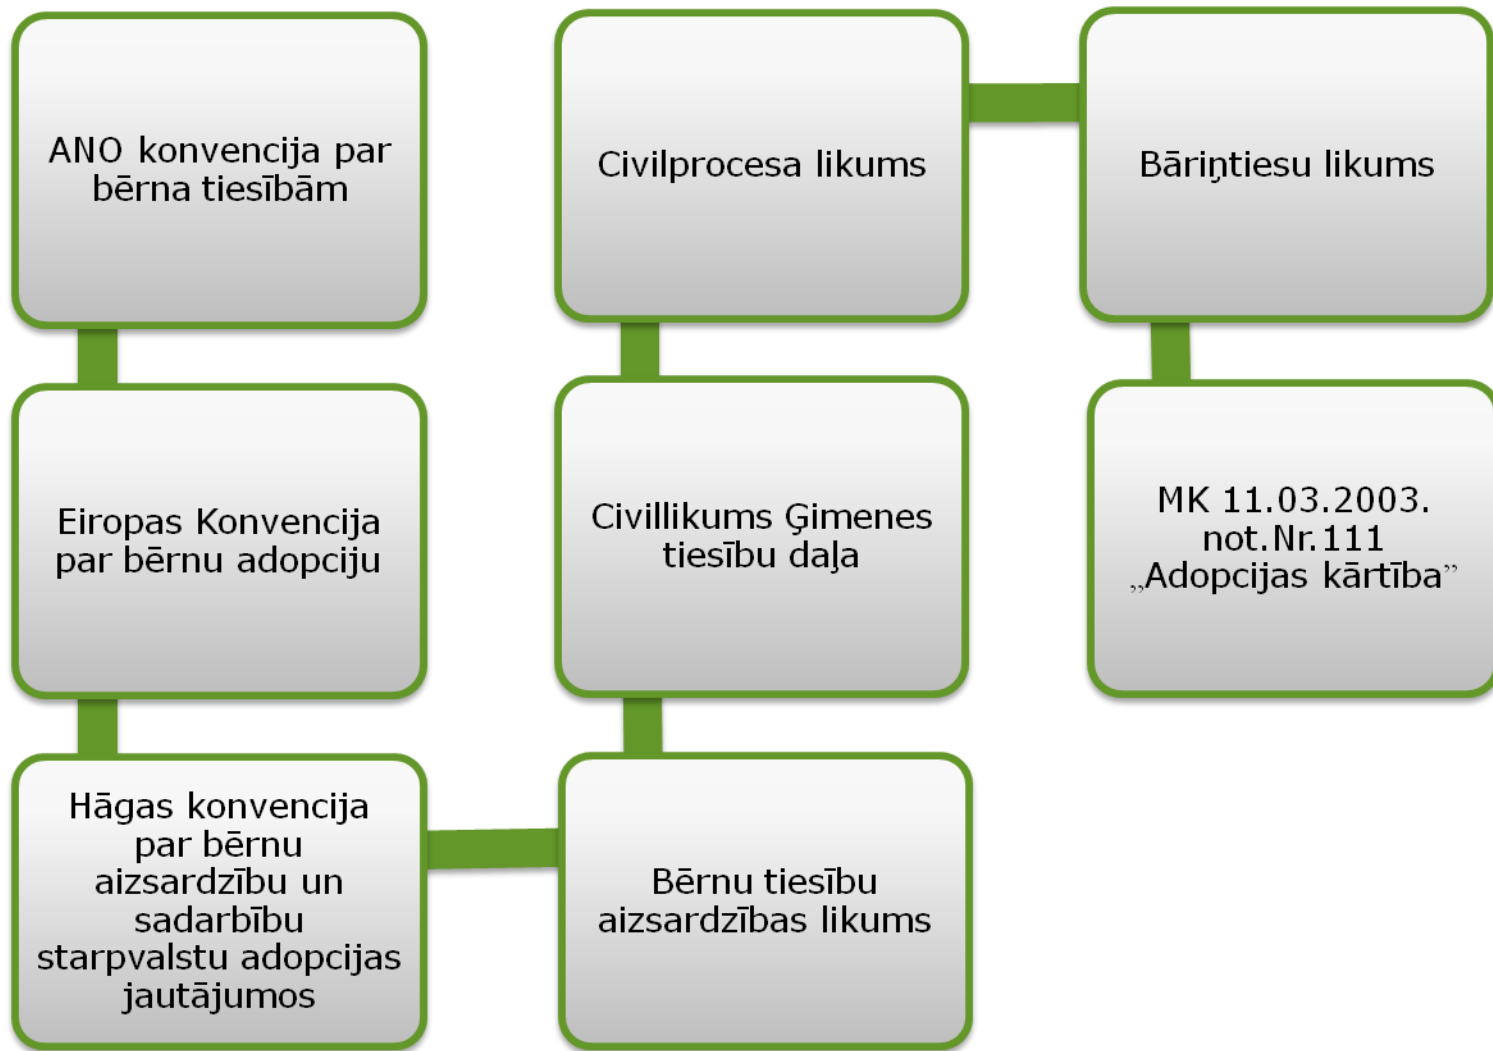 ANO konvencija par
bērna tiesībām
Eiropas Konvencija
par bērnu adopciju
Hāgas konvencija
par bērnu
aizsardzību un
sadarbību
starpvalstu adopcijas
jautājumos
Bērnu tiesību
aizsardzības likums
Civillikums Ģimenes
tiesību daļa
Civilprocesa likums
Bāriņtiesu likums
MK 11.03.2003.
not.Nr.111
„Adopcijas kārtība”